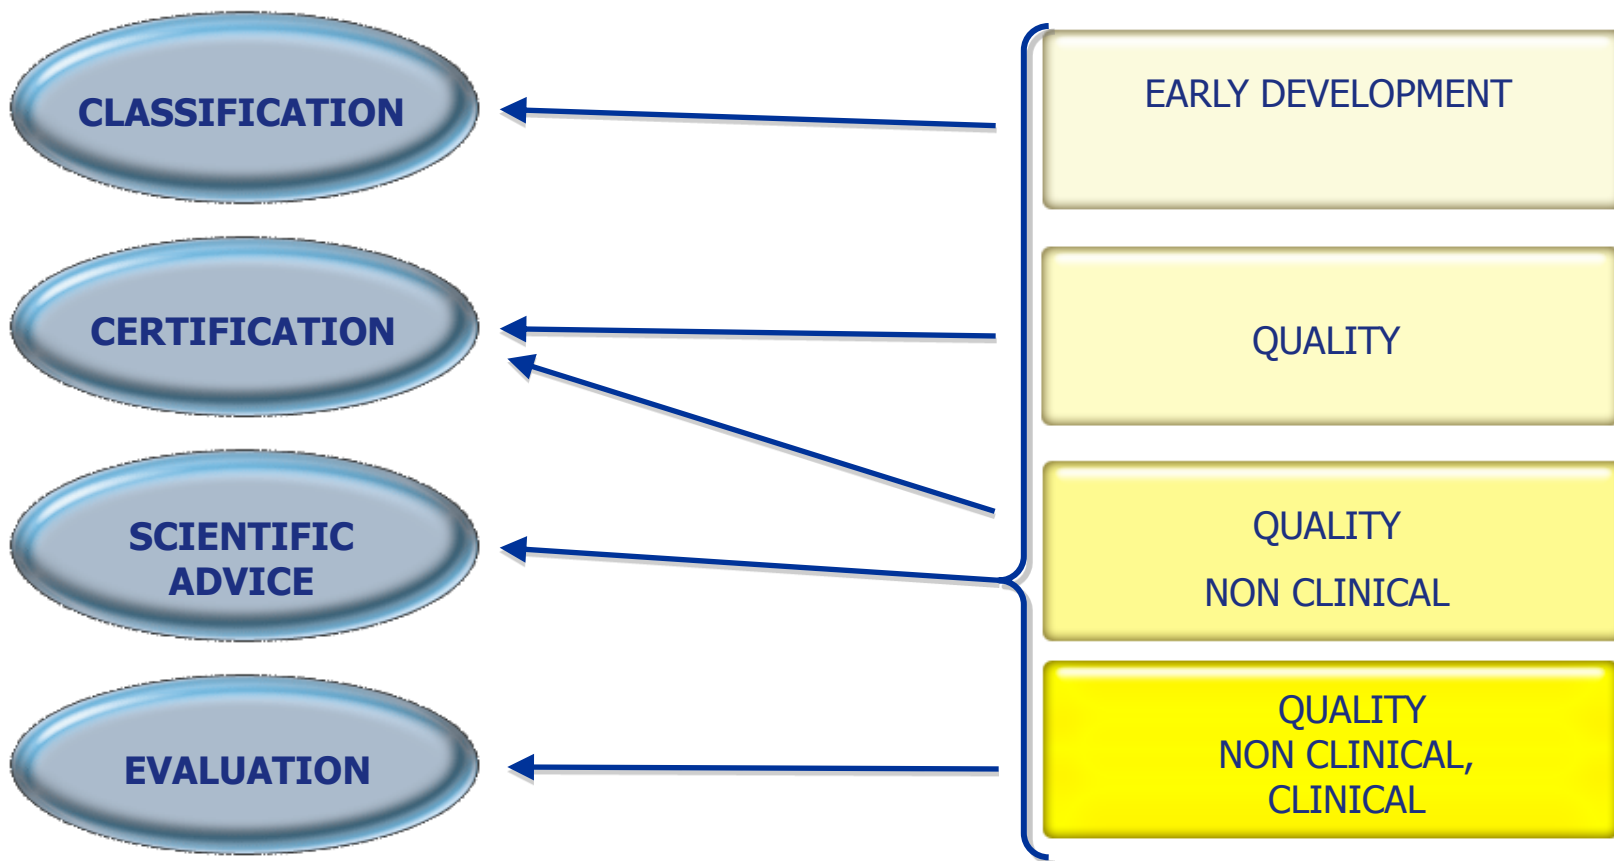 CLASSIFICATION
EARLY DEVELOPMENT
CERTIFICATION
QUALITY
SCIENTIFIC
ADVICE
QUALITY
NON CLINICAL
EVALUATION
QUALITY
NON CLINICAL,
CLINICAL